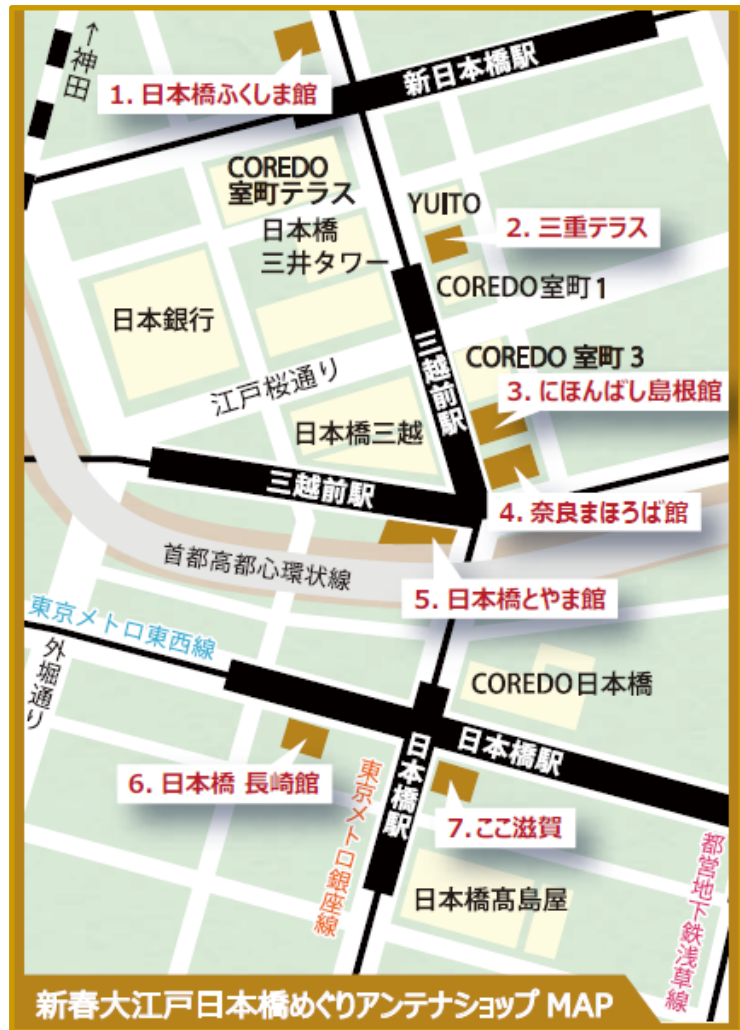 ↑神田
新日本橋駅
1. 日本橋ふくしま館
COREDO
室町テラス
YUITO
日本橋
三井タワー
2. 三重テラス
COREDO室町1
日本銀行
三越前駅
COREDO 室町 3
江戸桜通り
3. にほんばし島根館
日本橋三越
三越前駅
4. 奈良まほろば館
首都高都心環状線
5. 日本橋とやま館
東京メトロ東西線
外堀通り
COREDO日本橋
日本橋駅
日本橋駅
6. 日本橋 長崎館
東京メトロ銀座線
7. ここ滋賀
都営地下鉄浅草線
日本橋髙島屋
新春大江戸日本橋めぐりアンテナショップ MAP